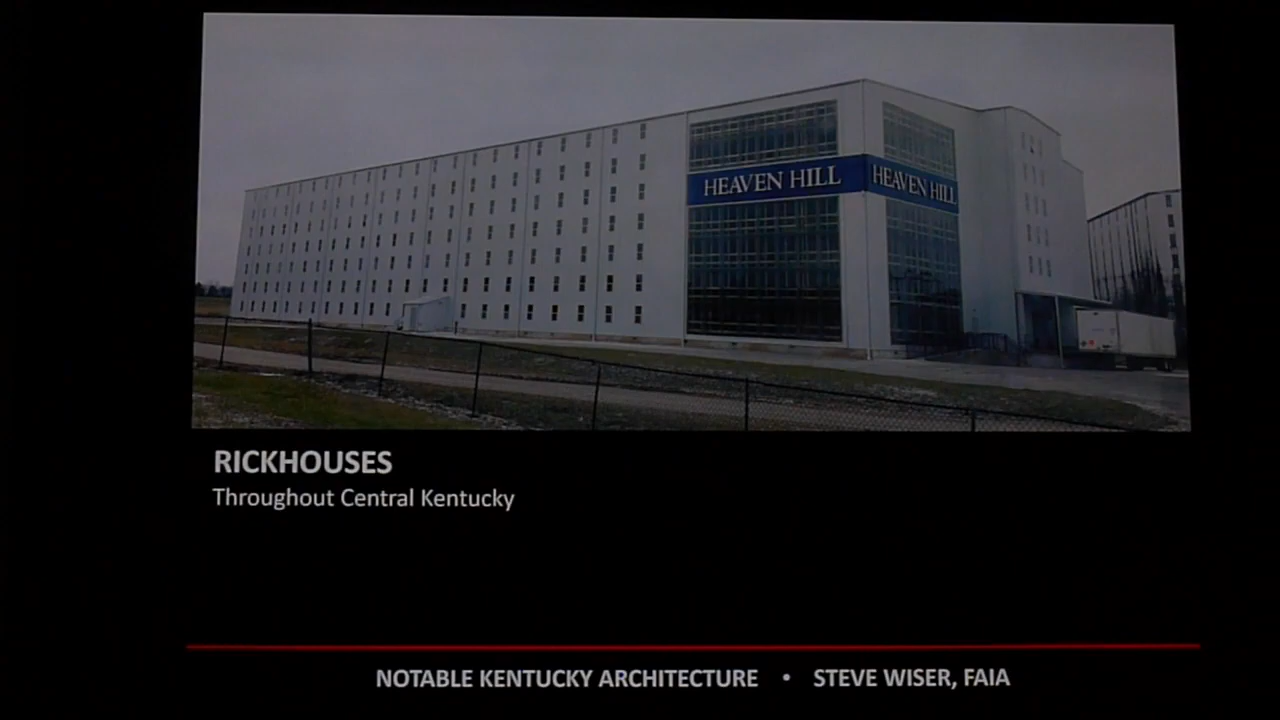 HEAVEN HILL
HEAVEN HILL
RICKHOUSES
Throughout Central Kentucky
NOTABLE KENTUCKY ARCHITECTURE • STEVE WISER, FAIA